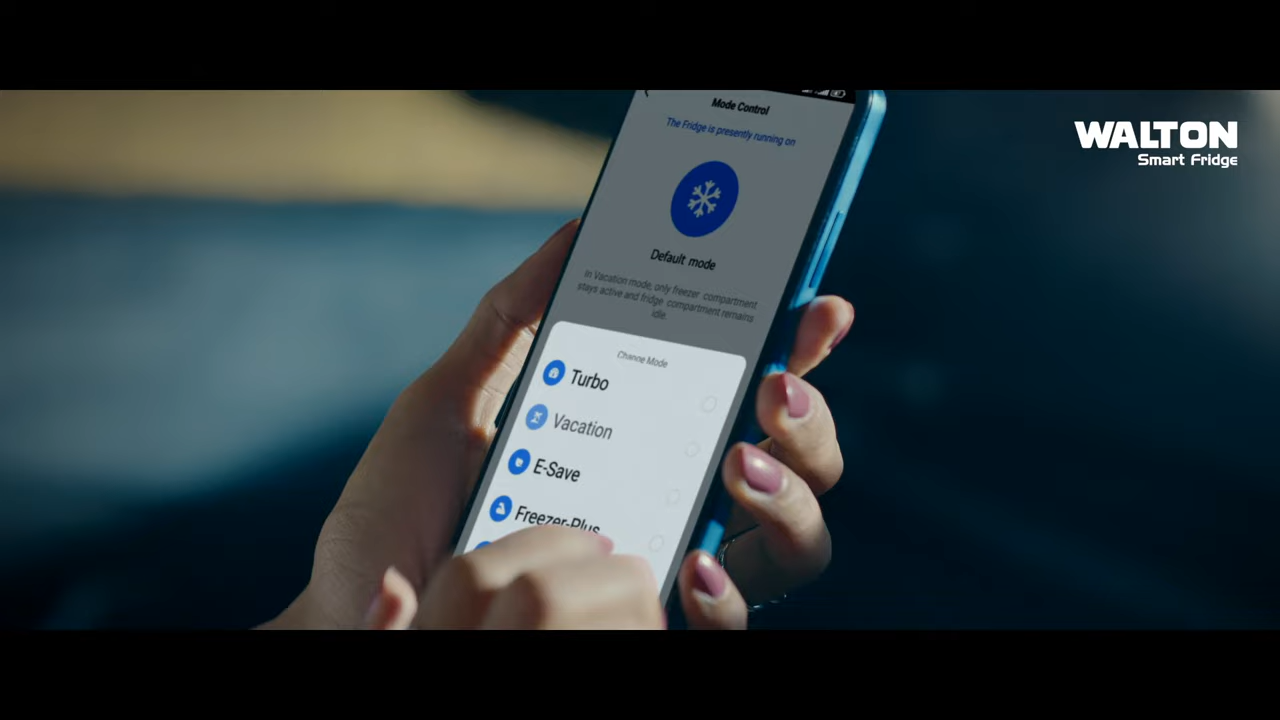 WALTON
Smart Fridge
Mode Control
The Fridge is presently running on
Default mode
In Vacation mode, only freezer compartment
stays active and fridge compartment remains
idle.
Change Mode
Turbo
Vacation
E-Save
Freezer-Plus